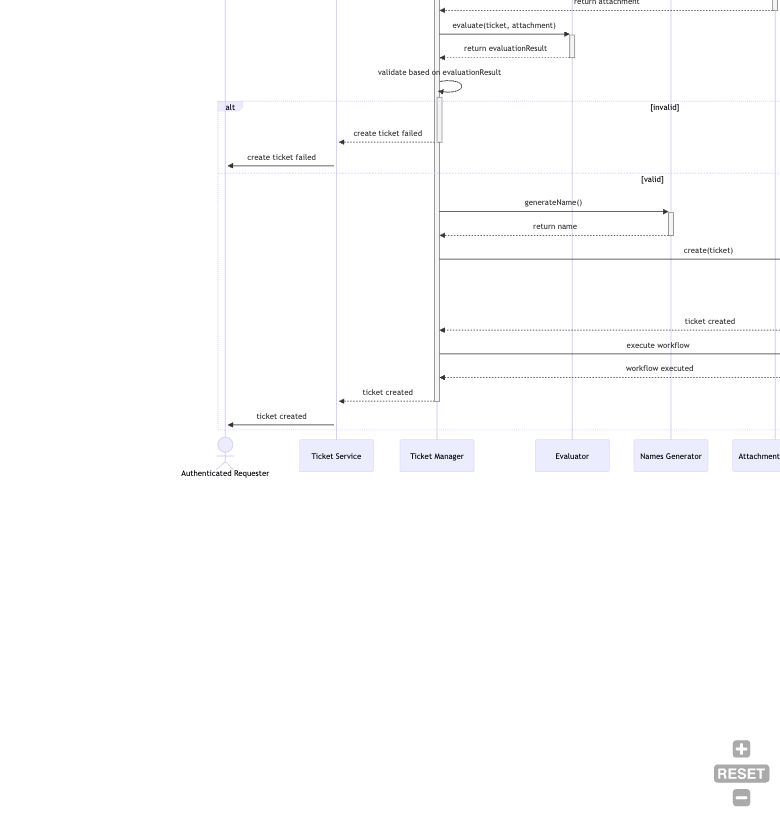 return attachment
evaluate(ticket, attachment)
return evaluationResult
validate based on evaluationResult
alt
[invalid]
create ticket failed
create ticket failed
[valid]
generateName()
return name
create(ticket)
ticket created
execute workflow
workflow executed
ticket created
ticket created
Ticket Service
Ticket Manager
Evaluator
Names Generator
Attachment
Authenticated Requester
RESET